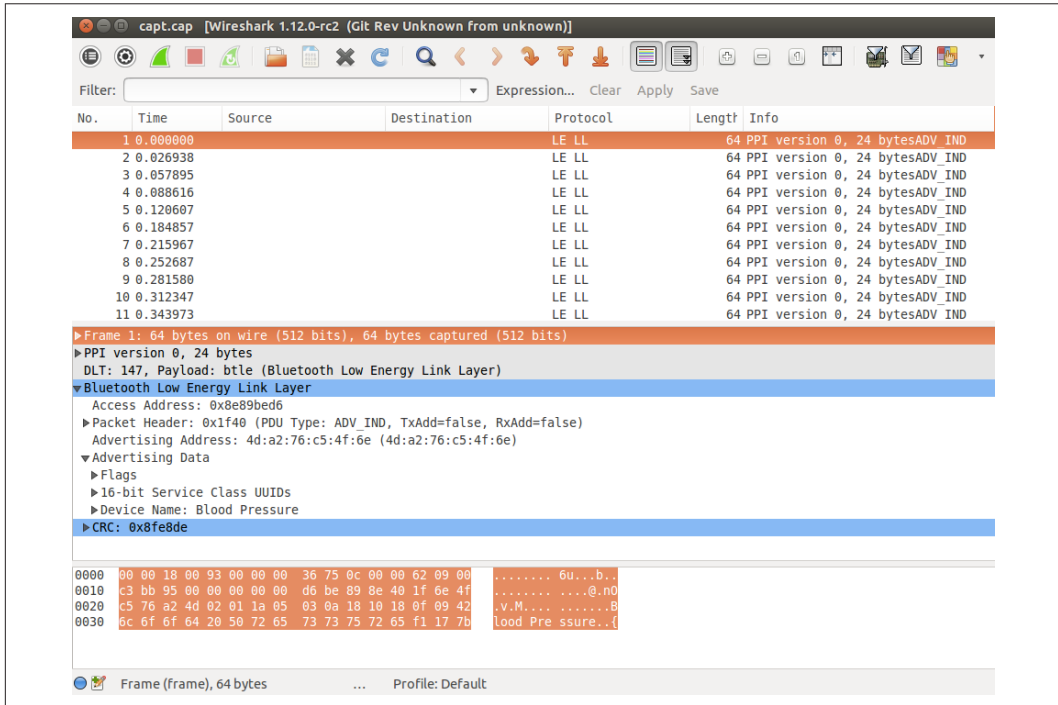 capt.cap [Wireshark 1.12.0-rc2 (Git Rev Unknown from unknown)]
Filter: Expression... Clear Apply Save
No. Time Source Destination Protocol Length Info
1 0.000000 LE LL 64 PPI version 0, 24 bytesADV_IND
2 0.026938 LE LL 64 PPI version 0, 24 bytesADV_IND
3 0.057895 LE LL 64 PPI version 0, 24 bytesADV_IND
4 0.088616 LE LL 64 PPI version 0, 24 bytesADV_IND
5 0.120607 LE LL 64 PPI version 0, 24 bytesADV_IND
6 0.184857 LE LL 64 PPI version 0, 24 bytesADV_IND
7 0.215967 LE LL 64 PPI version 0, 24 bytesADV_IND
8 0.252687 LE LL 64 PPI version 0, 24 bytesADV_IND
9 0.281580 LE LL 64 PPI version 0, 24 bytesADV_IND
10 0.312347 LE LL 64 PPI version 0, 24 bytesADV_IND
11 0.343973 LE LL 64 PPI version 0, 24 bytesADV_IND
Frame 1: 64 bytes on wire (512 bits), 64 bytes captured (512 bits)
PPI version 0, 24 bytes
DLT: 147, Payload: btle (Bluetooth Low Energy Link Layer)
Bluetooth Low Energy Link Layer
Access Address: 0x8e89bed6
Packet Header: 0x1f40 (PDU Type: ADV_IND, TxAdd=false, RxAdd=false)
Advertising Address: 4d:a2:76:c5:4f:6e (4d:a2:76:c5:4f:6e)
Advertising Data
Flags
16-bit Service Class UUIDs
Device Name: Blood Pressure
CRC: 0x8fe8de
0000 00 00 18 00 93 00 00 00 36 75 0c 00 00 62 09 00 ........ 6u...b..
0010 c3 bb 95 00 00 00 00 00 d6 be 89 8e 40 1f 6e 4f ........ ....@.nO
0020 c5 76 a2 4d 02 01 1a 05 03 0a 18 10 18 0f 09 42 .v.M.... .......B
0030 6c 6f 6f 64 20 50 72 65 73 73 75 72 65 f1 17 7b lood Pre ssure..{
Frame (frame), 64 bytes ... Profile: Default